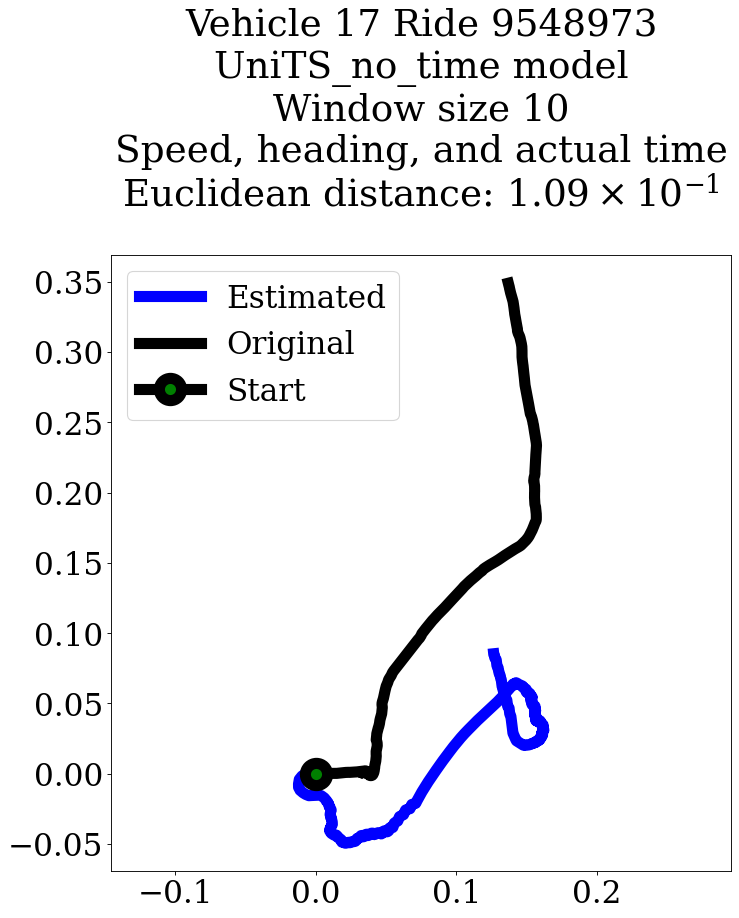 Vehicle 17 Ride 9548973
UniTS_no_time model
Window size 10
Speed, heading, and actual time
Euclidean distance: 1.09 × 10⁻¹
Estimated
Original
Start
0.35
0.30
0.25
0.20
0.15
0.10
0.05
0.00
−0.05
−0.1 0.0 0.1 0.2